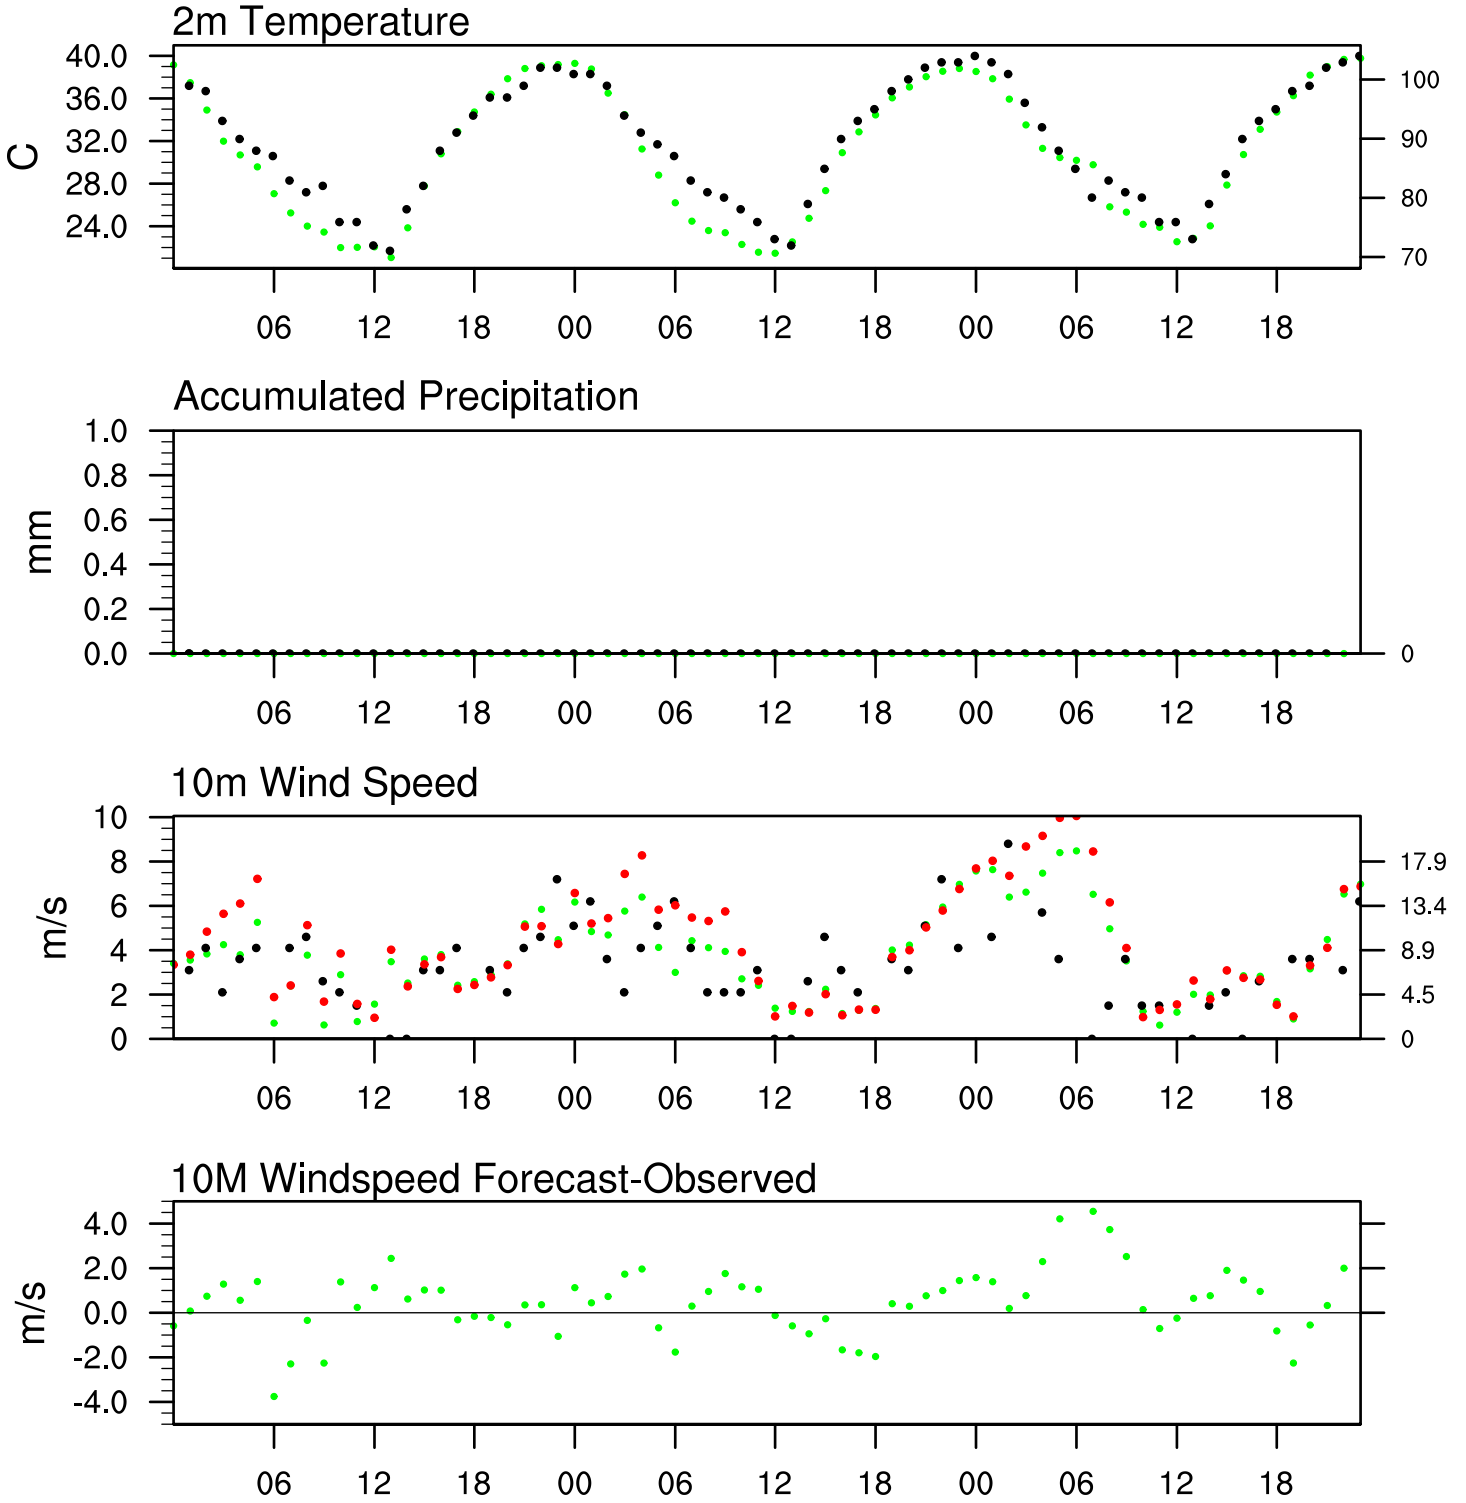 2m Temperature
40.0
36.0
32.0
28.0
24.0
C
100
90
80
70
06 12 18 00 06 12 18 00 06 12 18
Accumulated Precipitation
1.0
0.8
0.6
0.4
0.2
0.0
mm
0
06 12 18 00 06 12 18 00 06 12 18
10m Wind Speed
10
8
6
4
2
0
m/s
17.9
13.4
8.9
4.5
0
06 12 18 00 06 12 18 00 06 12 18
10M Windspeed Forecast-Observed
4.0
2.0
0.0
-2.0
-4.0
m/s
06 12 18 00 06 12 18 00 06 12 18